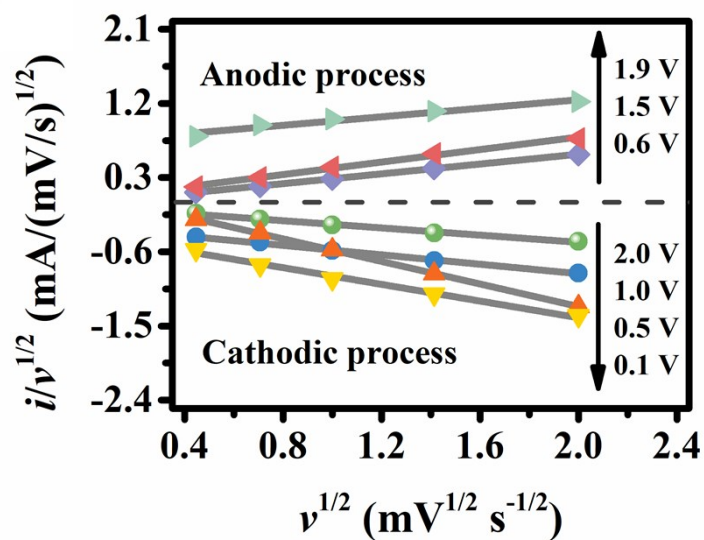 2.1
1.2
0.3
-0.6
-1.5
-2.4
i/v1/2 (mA/(mV/s)1/2)
Anodic process
1.9 V
1.5 V
0.6 V
2.0 V
1.0 V
0.5 V
0.1 V
Cathodic process
0.4 0.8 1.2 1.6 2.0 2.4
v1/2 (mV1/2 s-1/2)